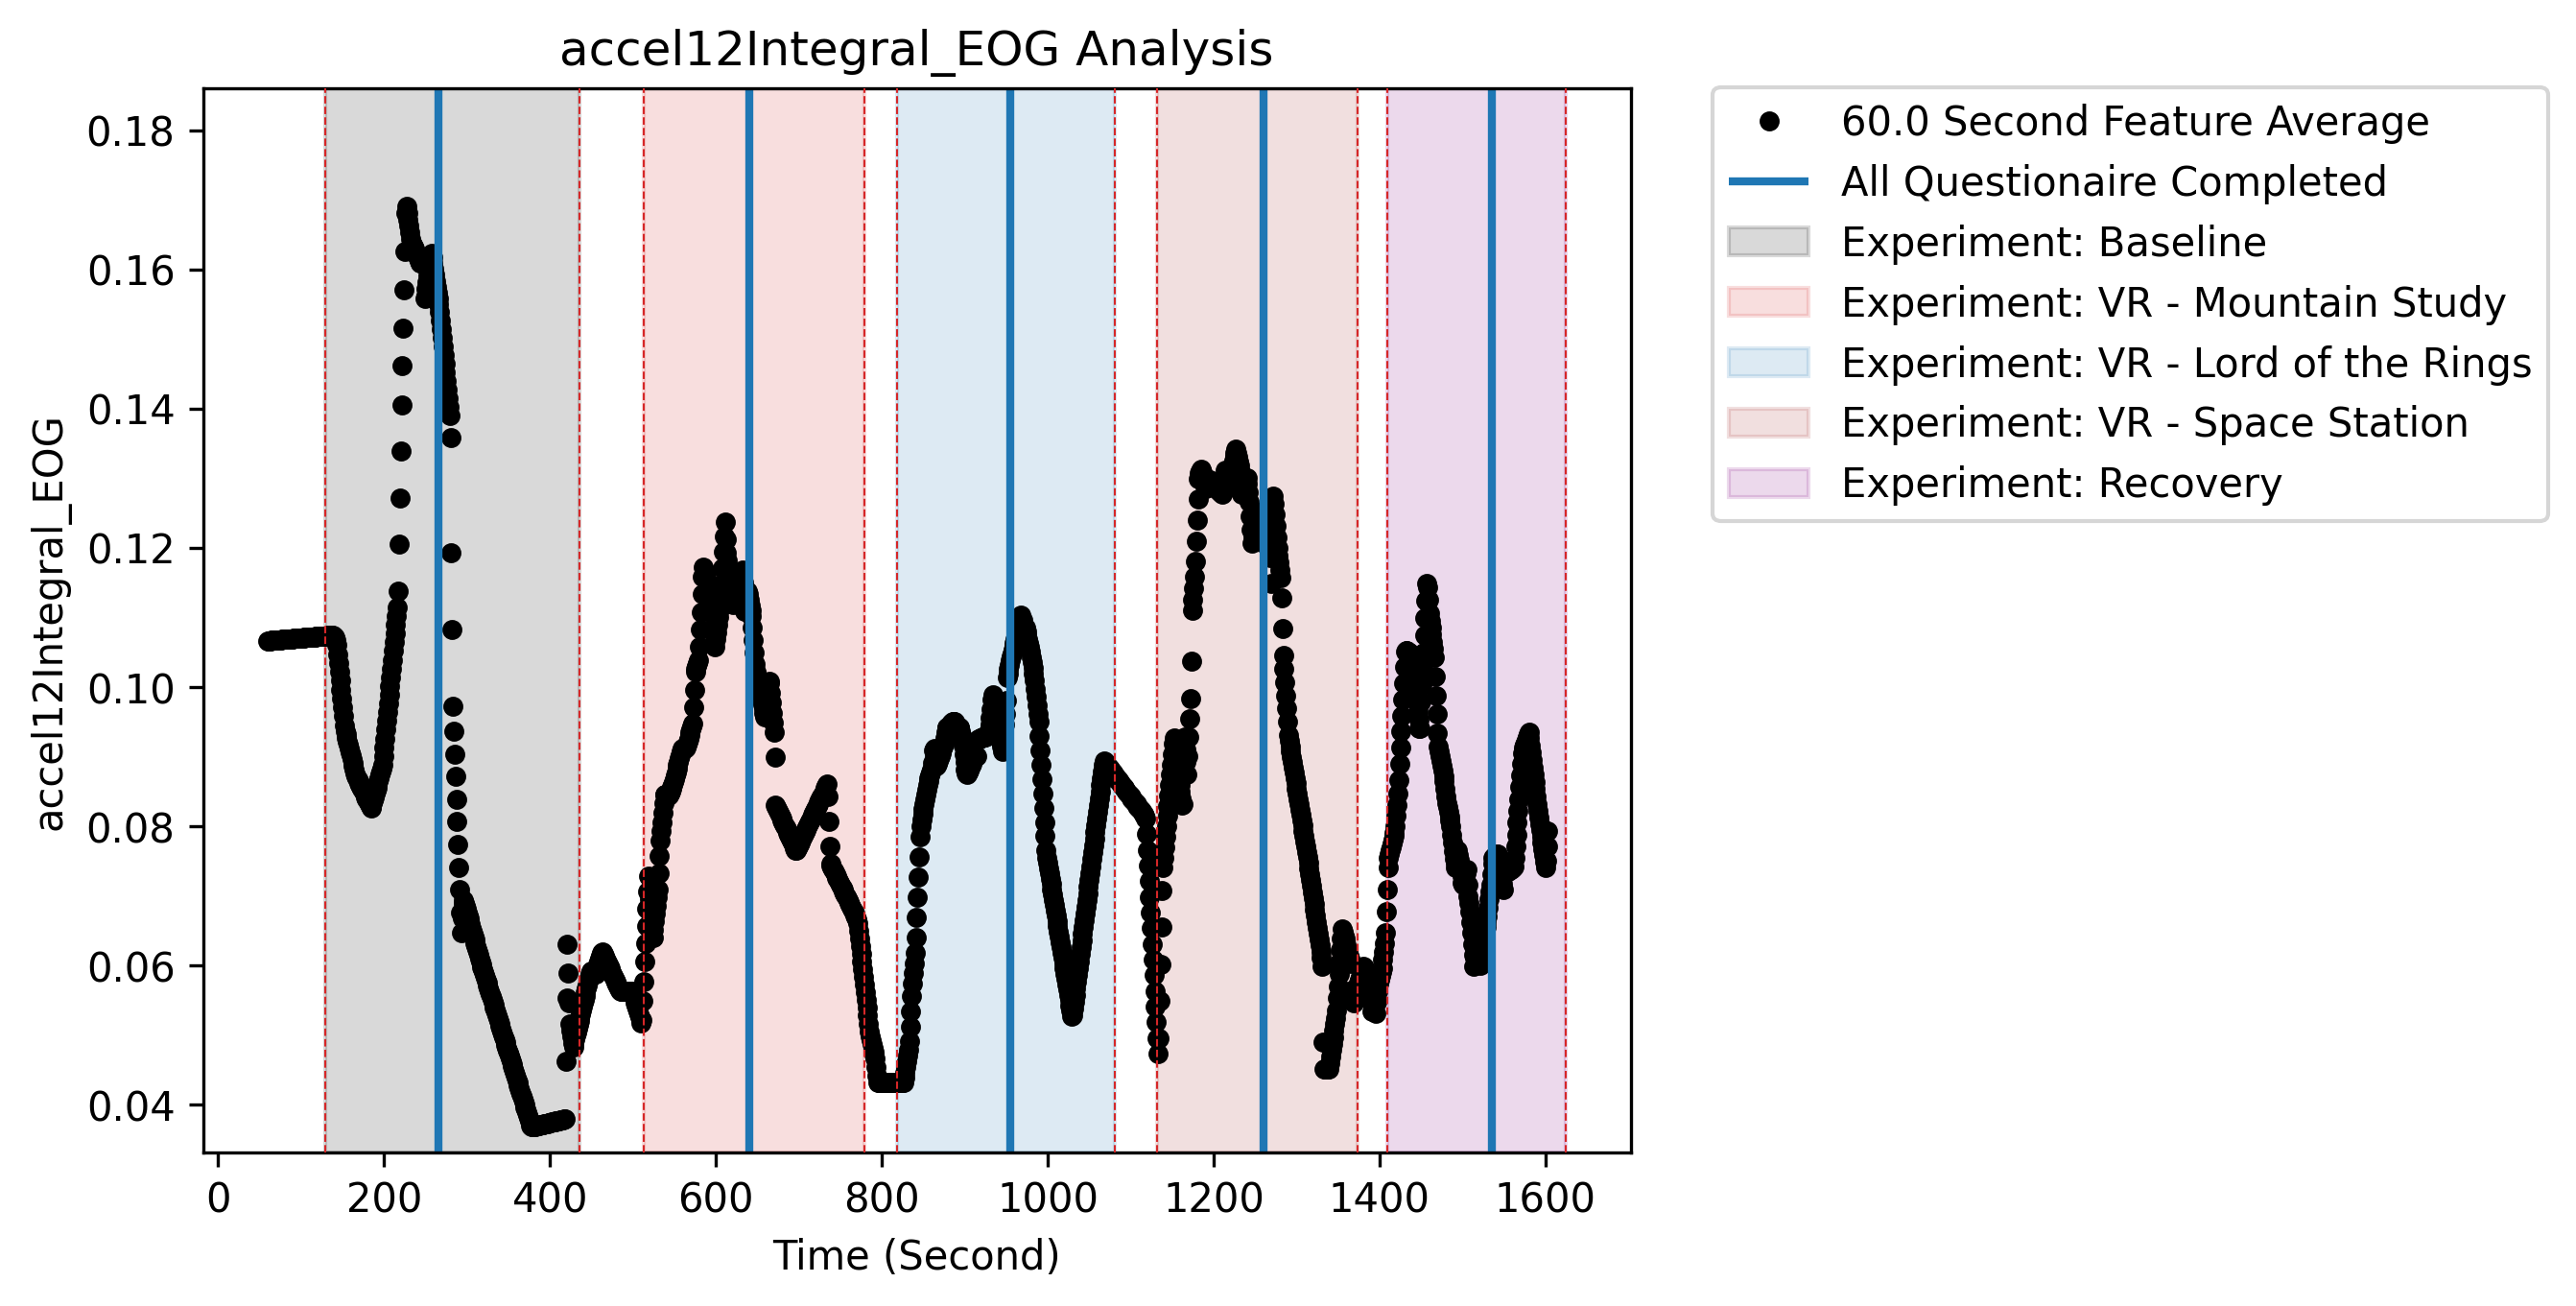 accel12Integral_EOG Analysis
0.18
0.16
0.14
0.12
0.10
0.08
0.06
0.04
accel12Integral_EOG
0 200 400 600 800 1000 1200 1400 1600
Time (Second)
60.0 Second Feature Average
All Questionaire Completed
Experiment: Baseline
Experiment: VR - Mountain Study
Experiment: VR - Lord of the Rings
Experiment: VR - Space Station
Experiment: Recovery